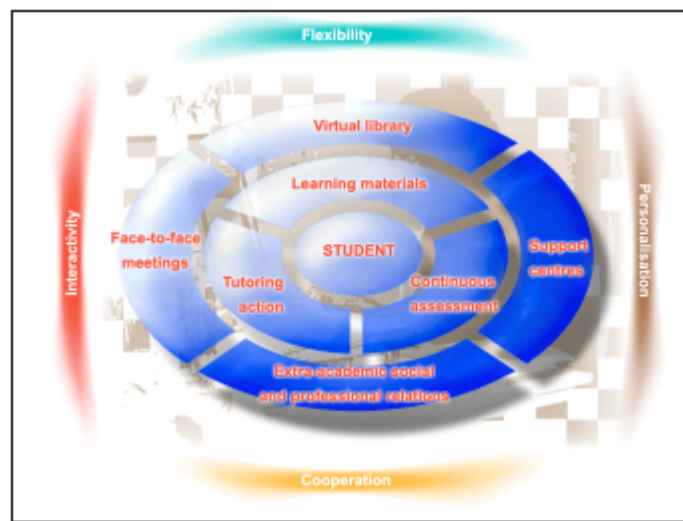 Flexibility
Virtual library
Learning materials
Interactivity
Face-to-face
meetings
STUDENT
Support
centres
Personalisation
Tutoring
action
Continuous
assessment
Extra-academic social
and professional relations
Cooperation